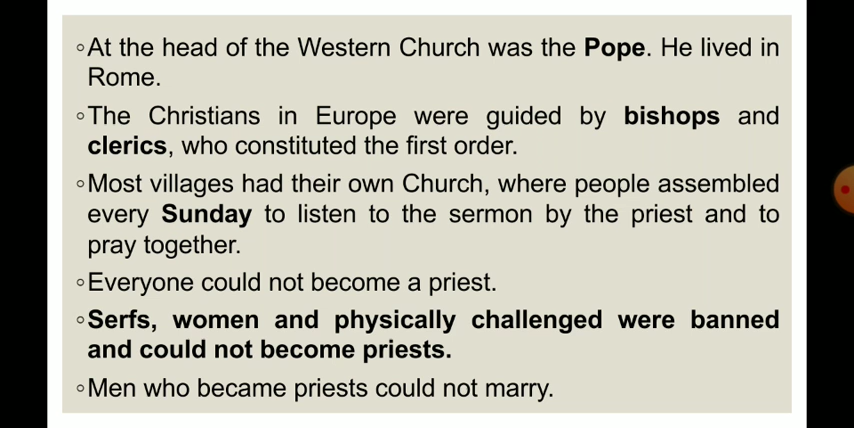 ◦At the head of the Western Church was the Pope. He lived in
Rome.
◦The Christians in Europe were guided by bishops and
clerics, who constituted the first order.
◦Most villages had their own Church, where people assembled
every Sunday to listen to the sermon by the priest and to
pray together.
◦Everyone could not become a priest.
◦Serfs, women and physically challenged were banned
and could not become priests.
◦Men who became priests could not marry.